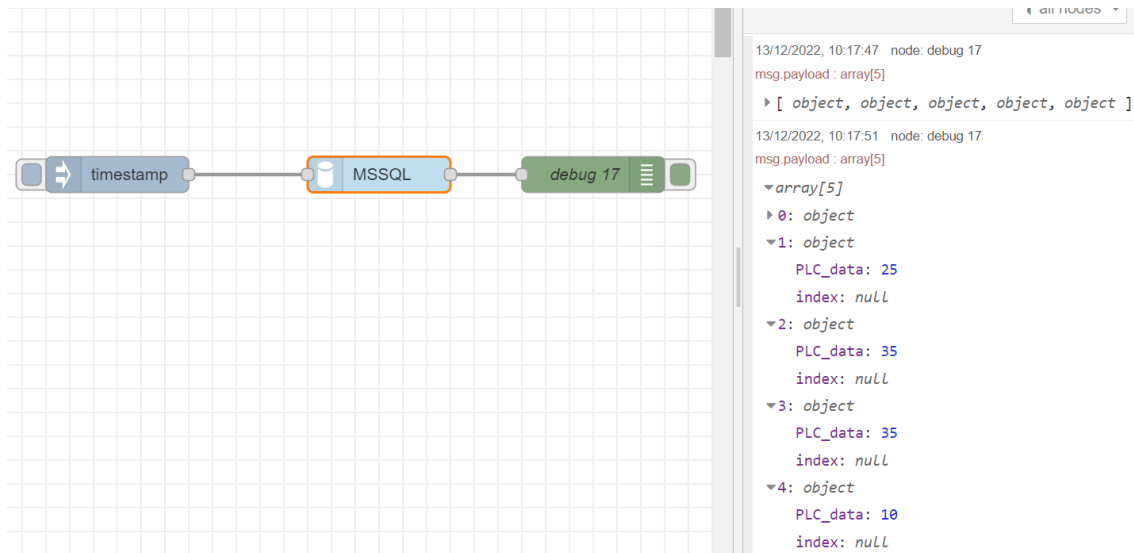 all nodes
timestamp
MSSQL
debug 17
13/12/2022, 10:17:47 node: debug 17
msg.payload : array[5]
[ object, object, object, object, object ]
13/12/2022, 10:17:51 node: debug 17
msg.payload : array[5]
array[5]
0: object
1: object
PLC_data: 25
index: null
2: object
PLC_data: 35
index: null
3: object
PLC_data: 35
index: null
4: object
PLC_data: 10
index: null